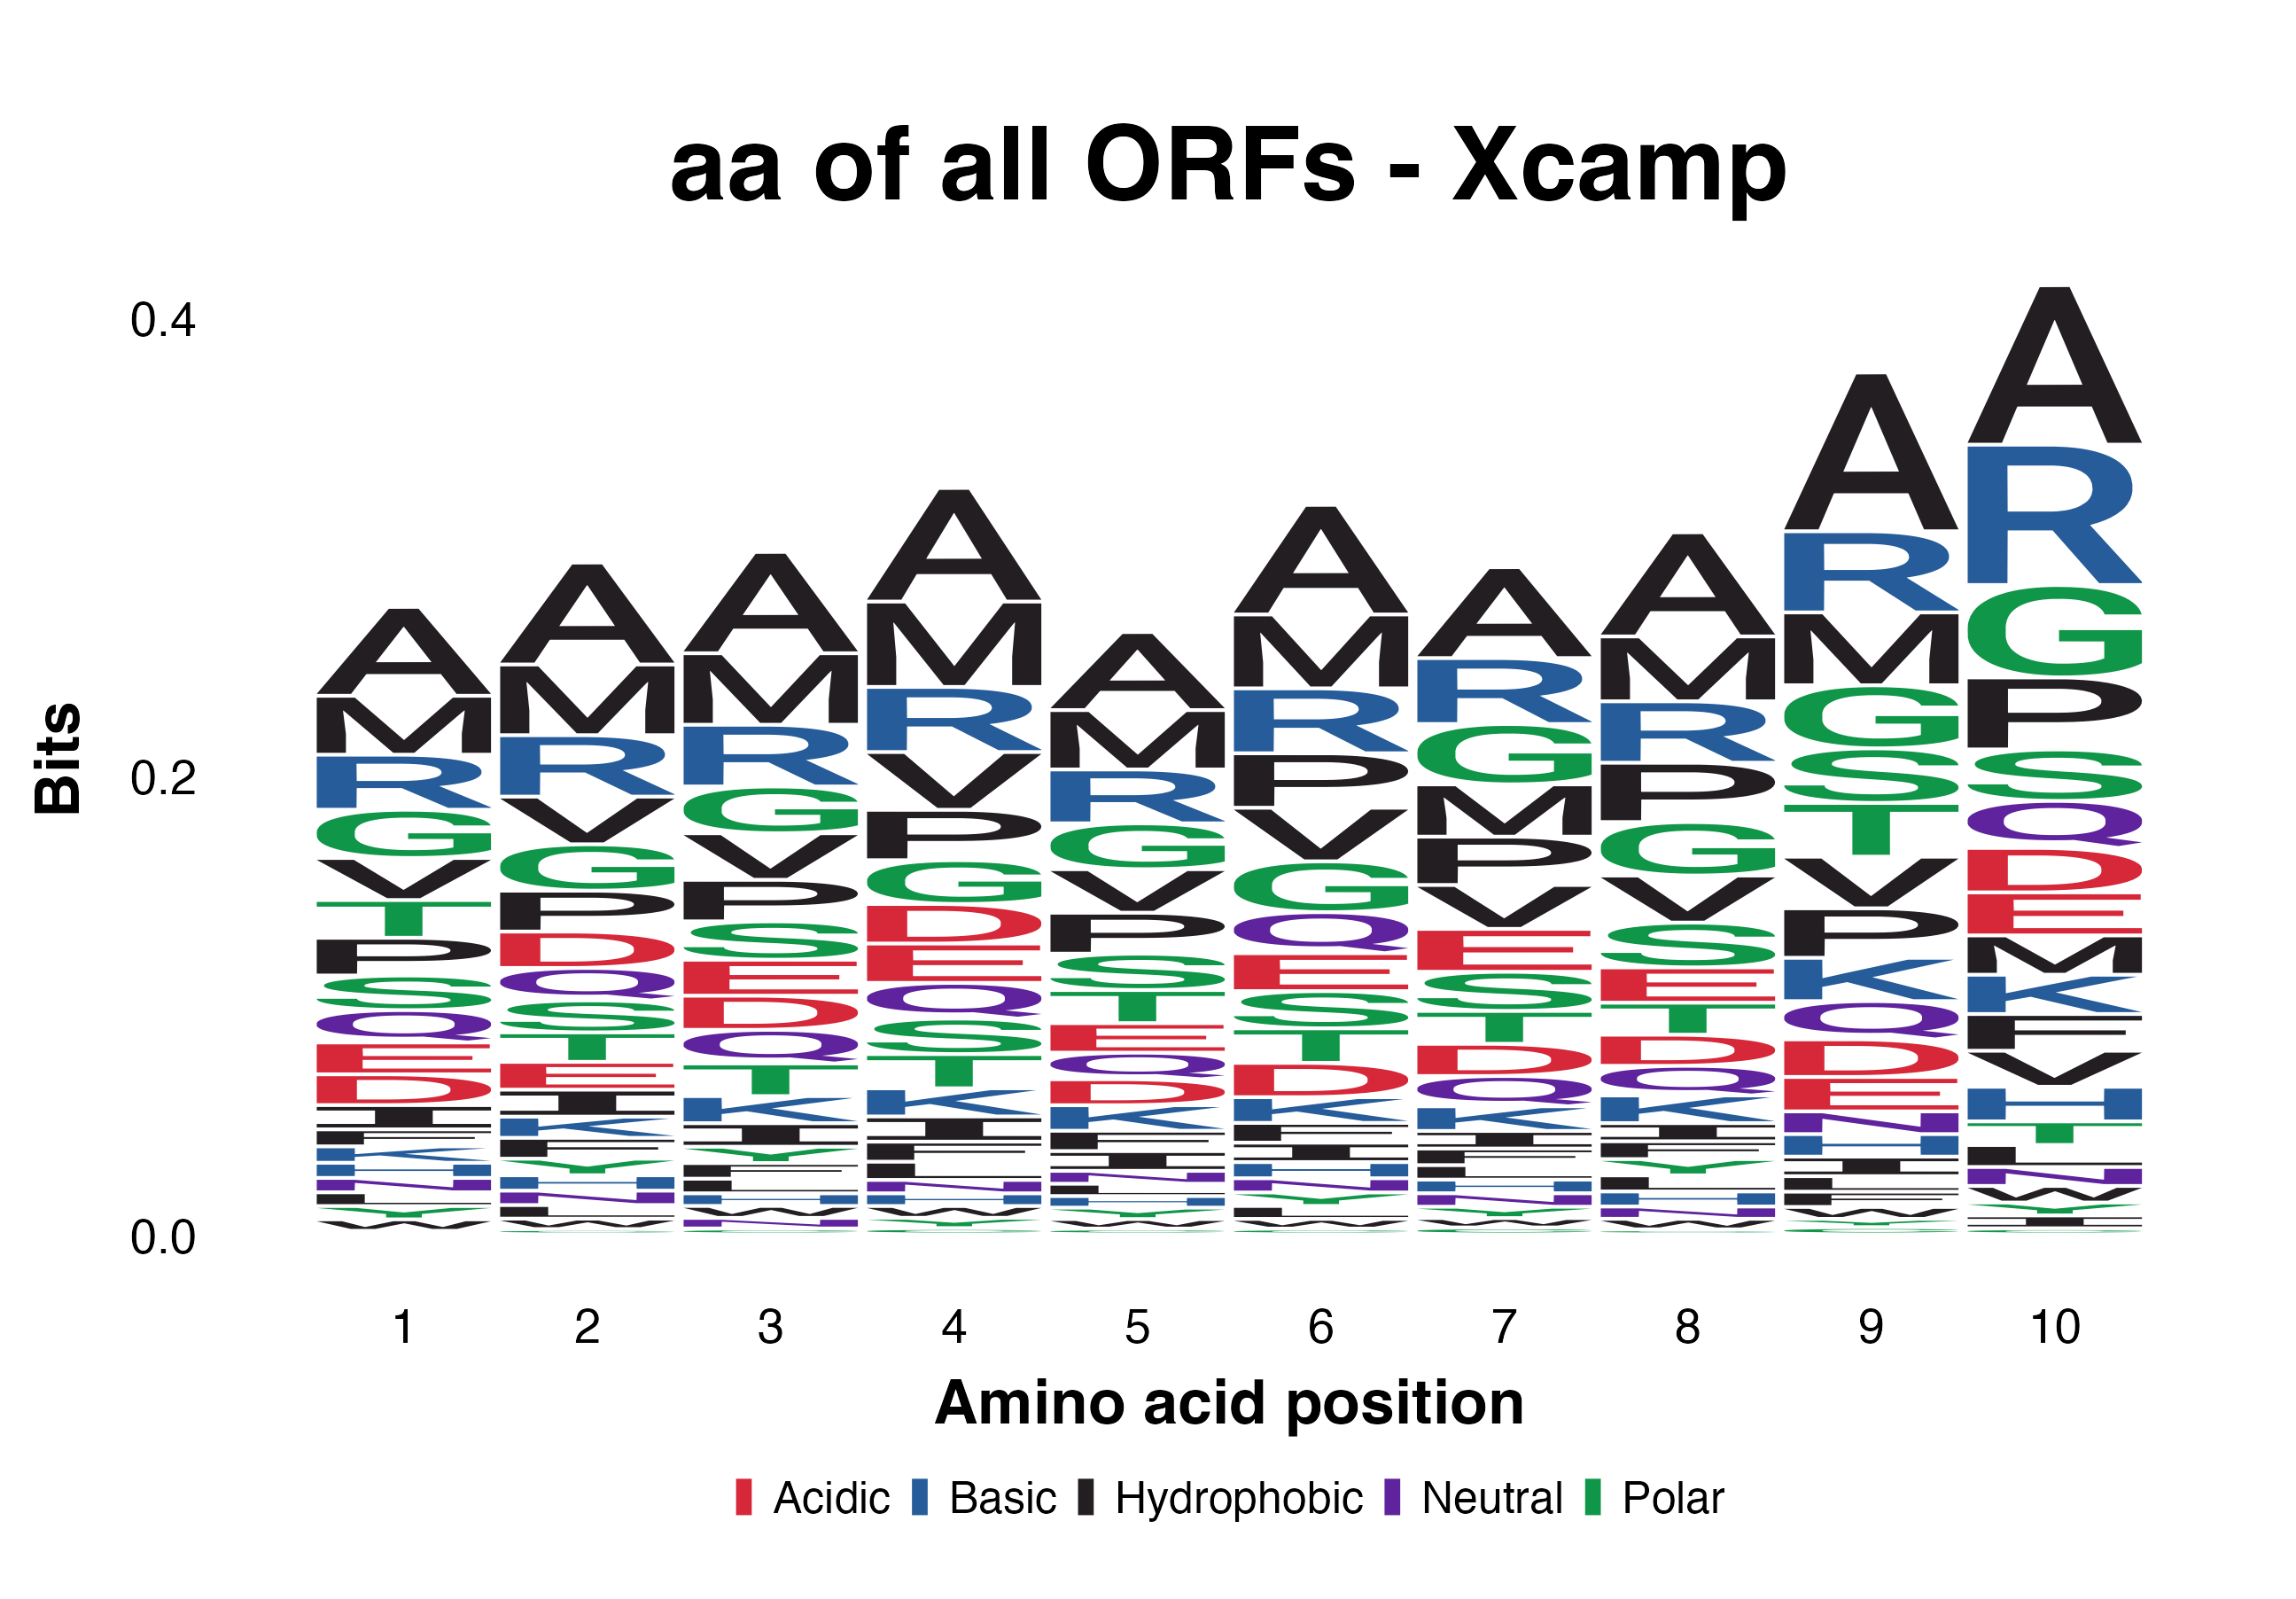 aa of all ORFs - Xcamp
0.4
0.2
0.0
Bits
A A A A A A A A A A
M M M M M M R M R R
R R R R R R G R M G
G V G V G P M P G P
V G V P V V P G S S
T P P G P G V V T Q
P D S D S Q E S V D
S Q E E T E S E P E
Q S D Q E S T T K M
E T Q S Q T D D Q K
D E T T D D Q Q D F
1 2 3 4 5 6 7 8 9 10
Amino acid position
Acidic Basic Hydrophobic Neutral Polar